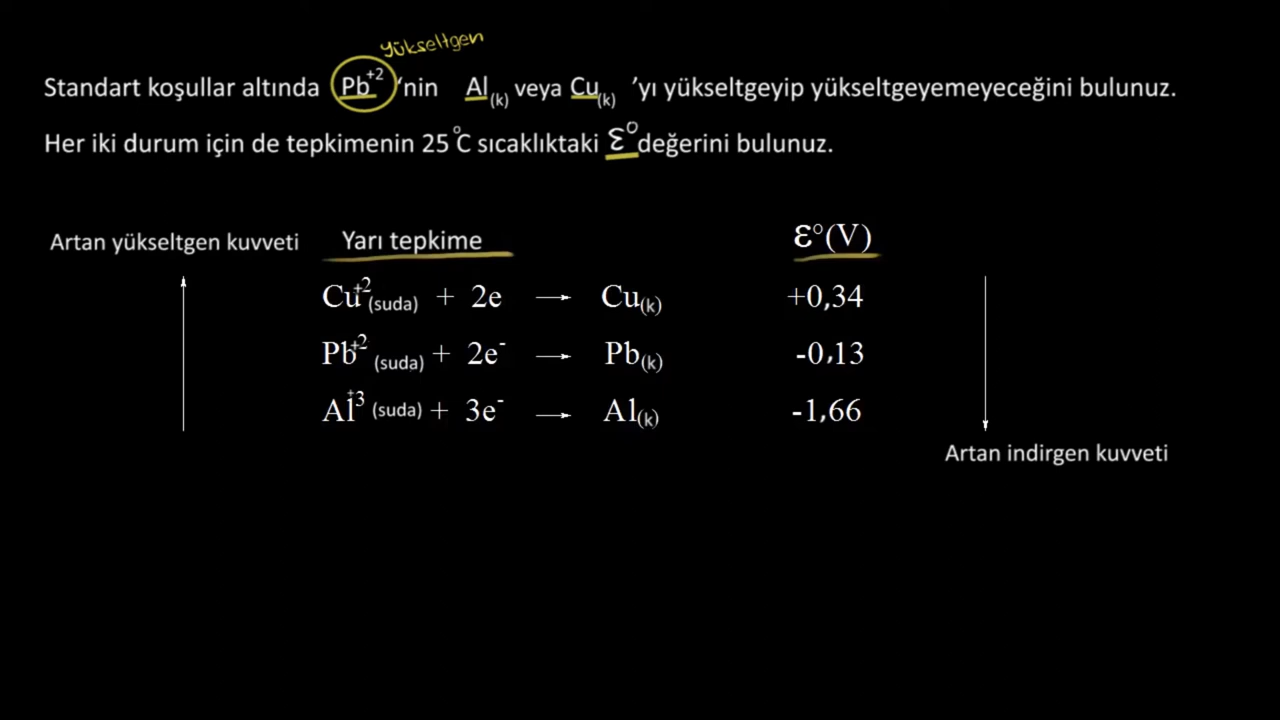 yükseltgen
Standart koşullar altında Pb⁺² 'nin Al(k) veya Cu(k) 'yı yükseltgeyip yükseltgeyemeyeceğini bulunuz.
Her iki durum için de tepkimenin 25°C sıcaklıktaki Ɛ° değerini bulunuz.
Artan yükseltgen kuvveti Yarı tepkime Ɛ°(V)
Cu⁺²(suda) + 2e → Cu(k) +0,34
Pb⁺²(suda) + 2e⁻ → Pb(k) -0,13
Al⁺³(suda) + 3e⁻ → Al(k) -1,66
Artan indirgen kuvveti